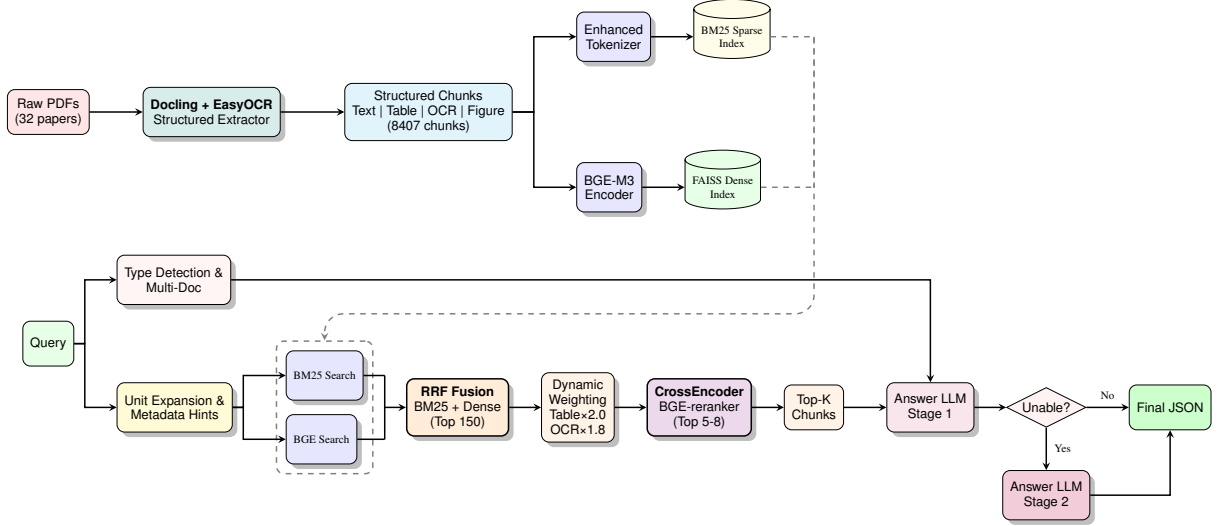 Raw PDFs
(32 papers)
Docling + EasyOCR
Structured Extractor
Structured Chunks
Text | Table | OCR | Figure
(8407 chunks)
Enhanced
Tokenizer
BM25 Sparse
Index
BGE-M3
Encoder
FAISS Dense
Index
Query
Type Detection &
Multi-Doc
Unit Expansion &
Metadata Hints
BM25 Search
BGE Search
RRF Fusion
BM25 + Dense
(Top 150)
Dynamic
Weighting
Table×2.0
OCR×1.8
CrossEncoder
BGE-reranker
(Top 5-8)
Top-K
Chunks
Answer LLM
Stage 1
Unable?
No
Yes
Final JSON
Answer LLM
Stage 2